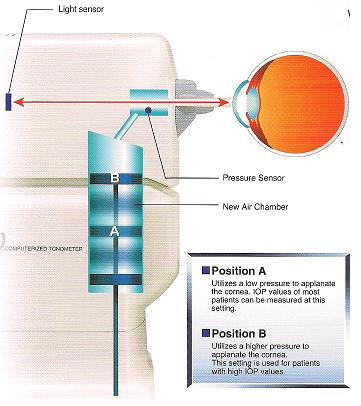 Light sensor
Pressure Sensor
B
New Air Chamber
A
COMPUTERIZED TONOMETER
Position A
Utilizes a low pressure to applanate
the cornea. IOP values of most
patients can be measured at this
setting.
Position B
Utilizes a higher pressure to
applanate the cornea.
This setting is used for patients
with high IOP values.